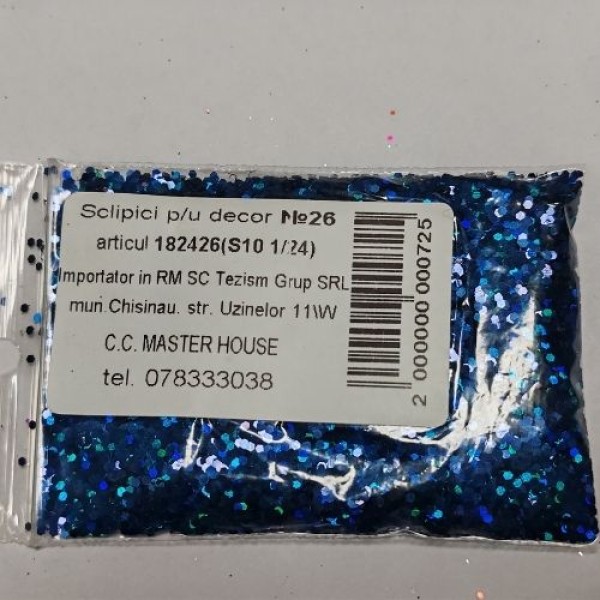 Sclipici p/u decor №26
articul 182426(S10 1/24)
Importator in RM SC Tezism Grup SRL
mun.Chisinau. str. Uzinelor 11\W
C.C. MASTER HOUSE
tel. 078333038
2 000000 000725